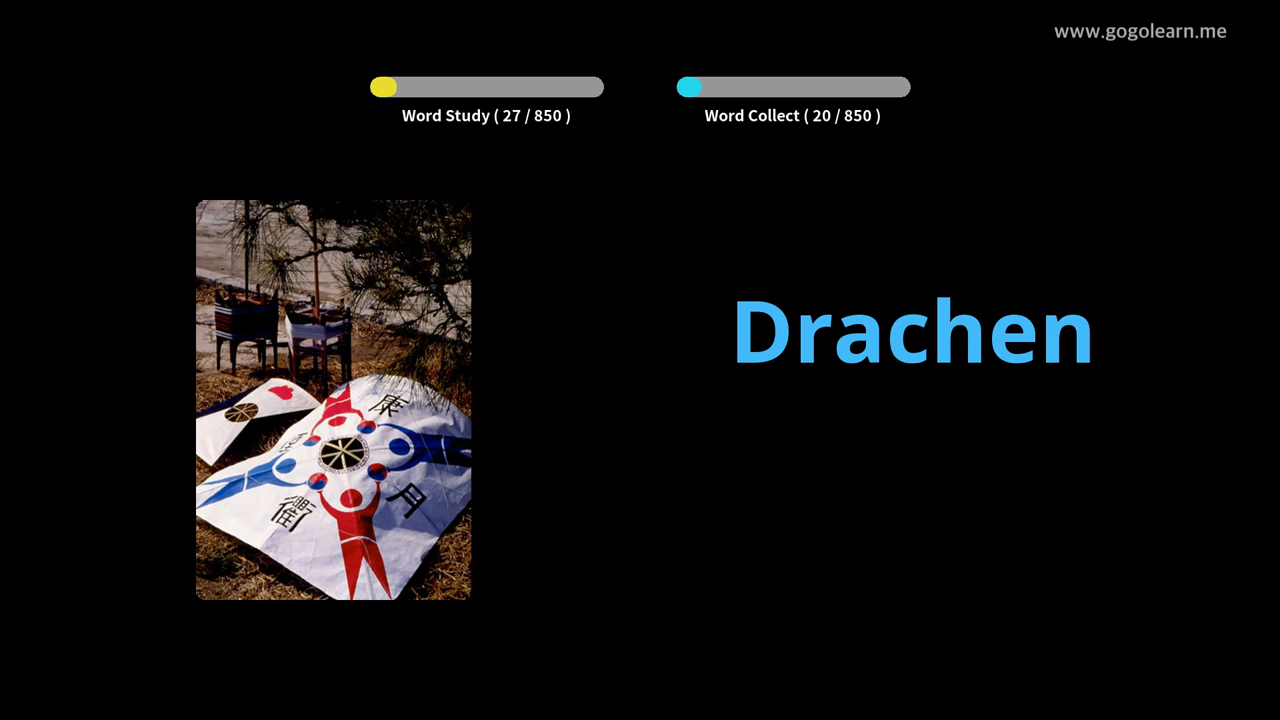 www.gogolearn.me
Word Study ( 27 / 850 )
Word Collect ( 20 / 850 )
Drachen
康
月
衛